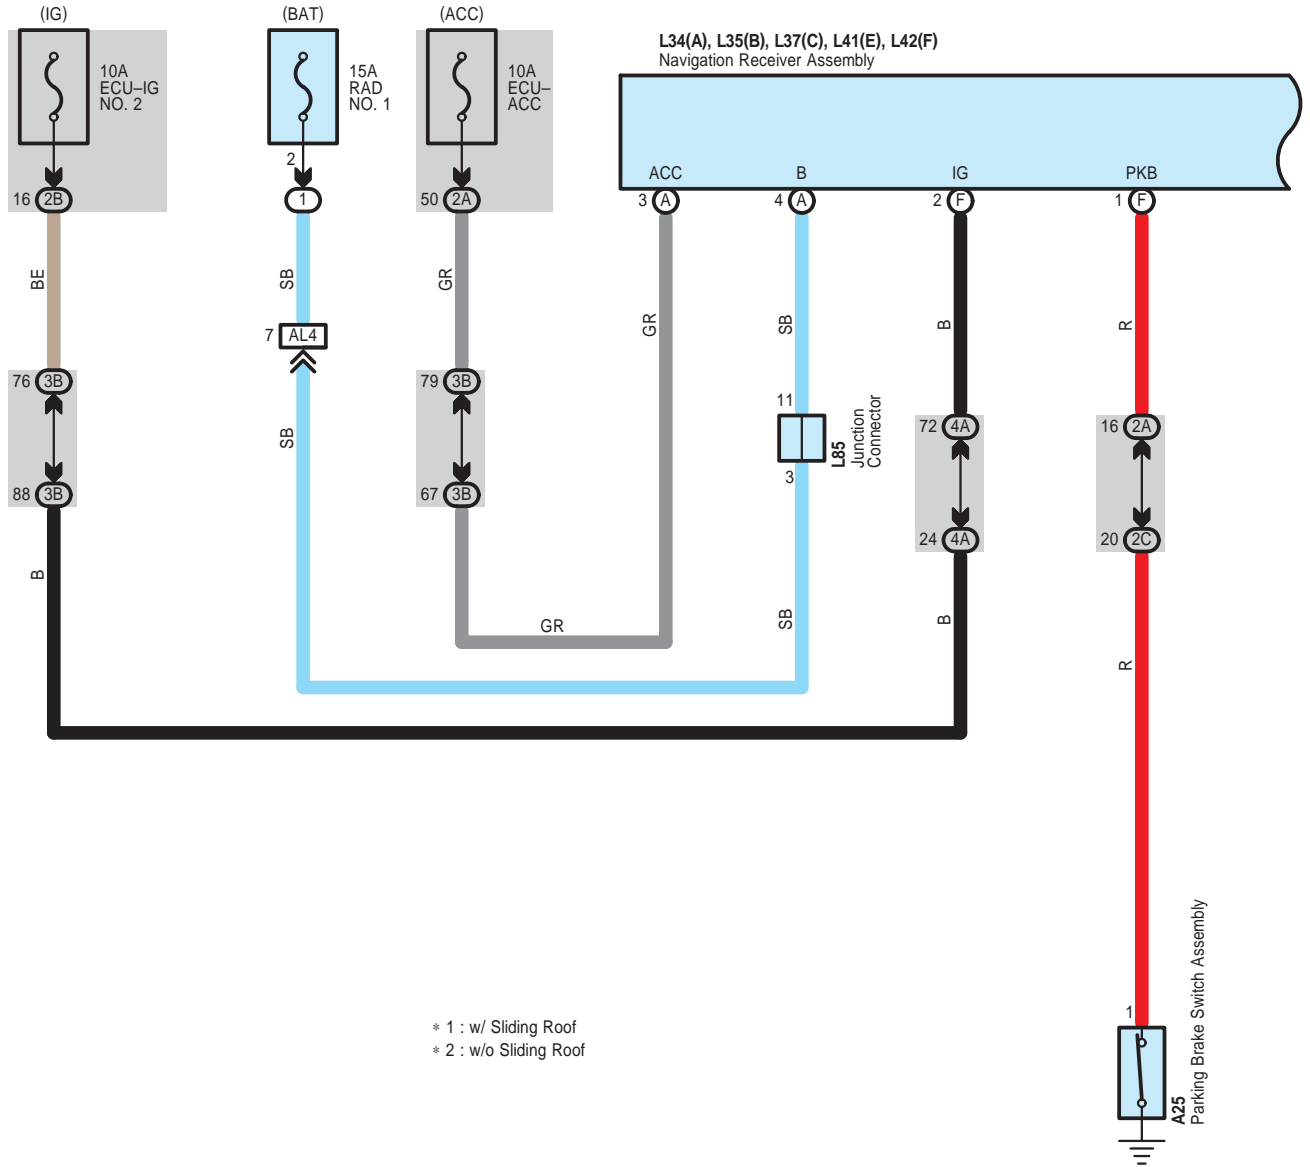 (IG)
(BAT)
(ACC)
L34(A), L35(B), L37(C), L41(E), L42(F)
Navigation Receiver Assembly
10A
ECU–IG
NO. 2
15A
RAD
NO. 1
10A
ECU–
ACC
2
ACC
B
IG
PKB
16 2B
1
50 2A
3 A
4 A
2 F
1 F
BE
SB
GR
GR
SB
B
R
7 AL4
76 3B
79 3B
11
L85
Junction
Connector
72 4A
16 2A
SB
3
88 3B
67 3B
24 4A
20 2C
B
GR
SB
B
R
A25
Parking Brake Switch Assembly
1
* 1 : w/ Sliding Roof
* 2 : w/o Sliding Roof